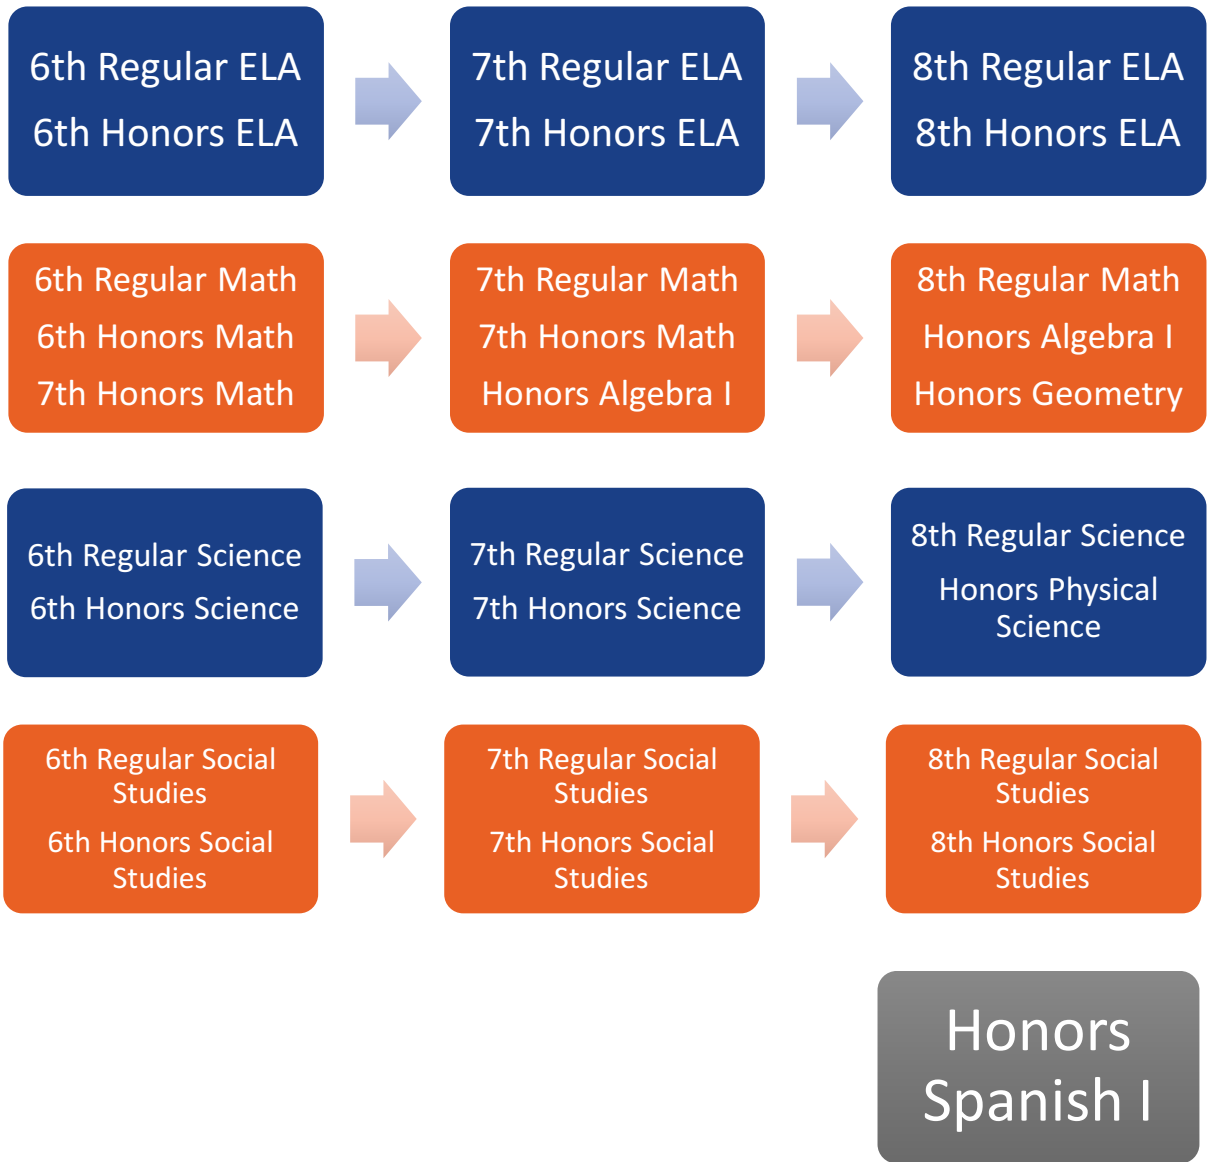 6th Regular ELA
6th Honors ELA
7th Regular ELA
7th Honors ELA
8th Regular ELA
8th Honors ELA
6th Regular Math
6th Honors Math
7th Honors Math
7th Regular Math
7th Honors Math
Honors Algebra I
8th Regular Math
Honors Algebra I
Honors Geometry
6th Regular Science
6th Honors Science
7th Regular Science
7th Honors Science
8th Regular Science
Honors Physical
Science
6th Regular Social
Studies
6th Honors Social
Studies
7th Regular Social
Studies
7th Honors Social
Studies
8th Regular Social
Studies
8th Honors Social
Studies
Honors
Spanish I